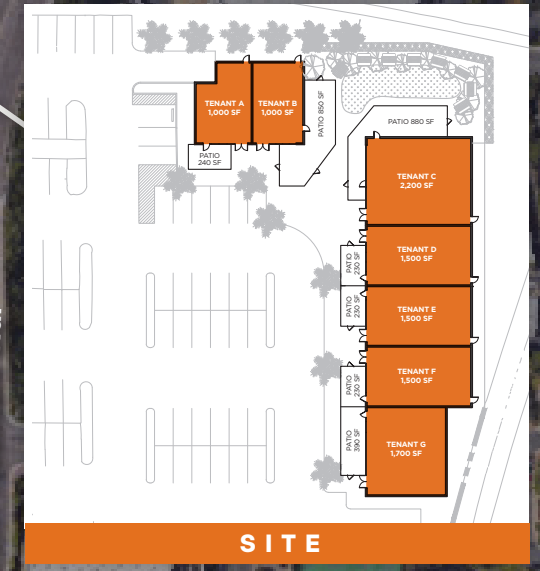 TENANT A
1,000 SF
TENANT B
1,000 SF
PATIO 850 SF
PATIO
240 SF
PATIO 880 SF
TENANT C
2,200 SF
PATIO
230 SF
TENANT D
1,500 SF
PATIO
230 SF
TENANT E
1,500 SF
PATIO
230 SF
TENANT F
1,500 SF
PATIO
390 SF
TENANT G
1,700 SF
SITE